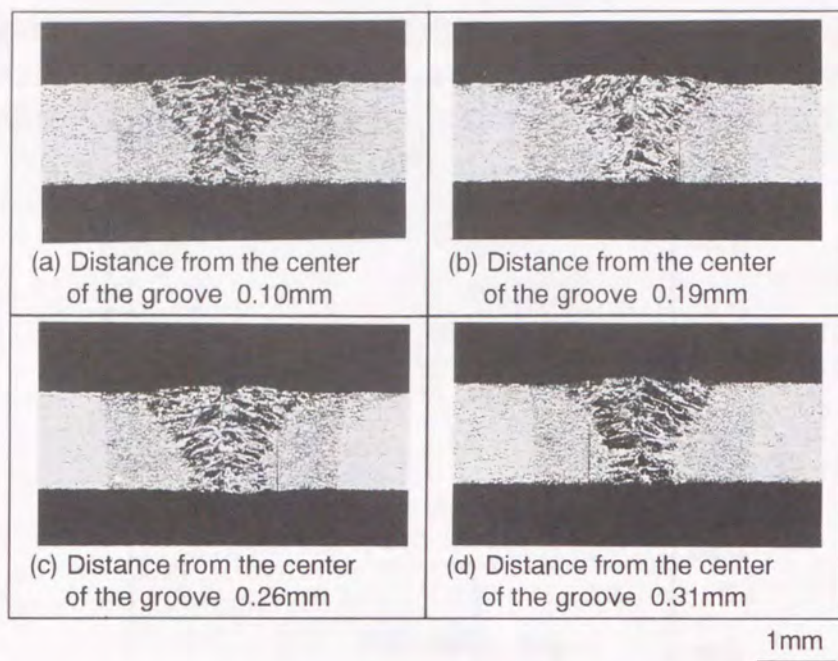 (a) Distance from the center
of the groove 0.10mm
(b) Distance from the center
of the groove 0.19mm
(c) Distance from the center
of the groove 0.26mm
(d) Distance from the center
of the groove 0.31mm
1mm